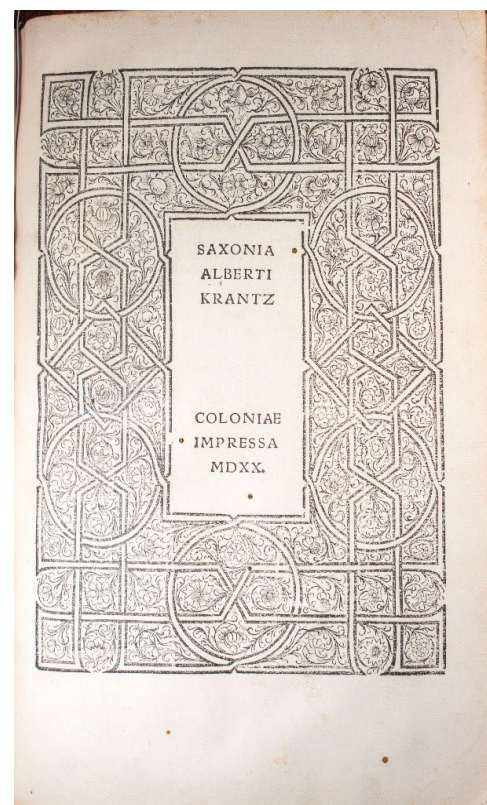 SAXONIA
ALBERTI
KRANTZ
COLONIAE
IMPRESSA
MDXX.